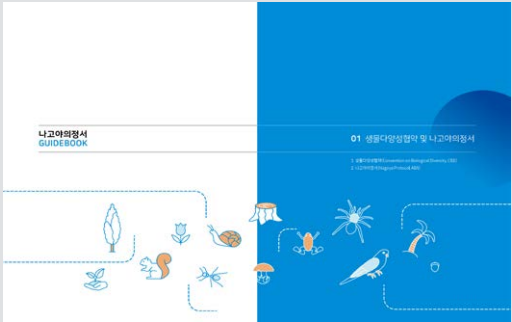 나고야의정서
GUIDEBOOK
01 생물다양성협약 및 나고야의정서
1 생물다양성협약(Convention on Biological Diversity, CBD)
2 나고야의정서(Nagoya Protocol, ABS)